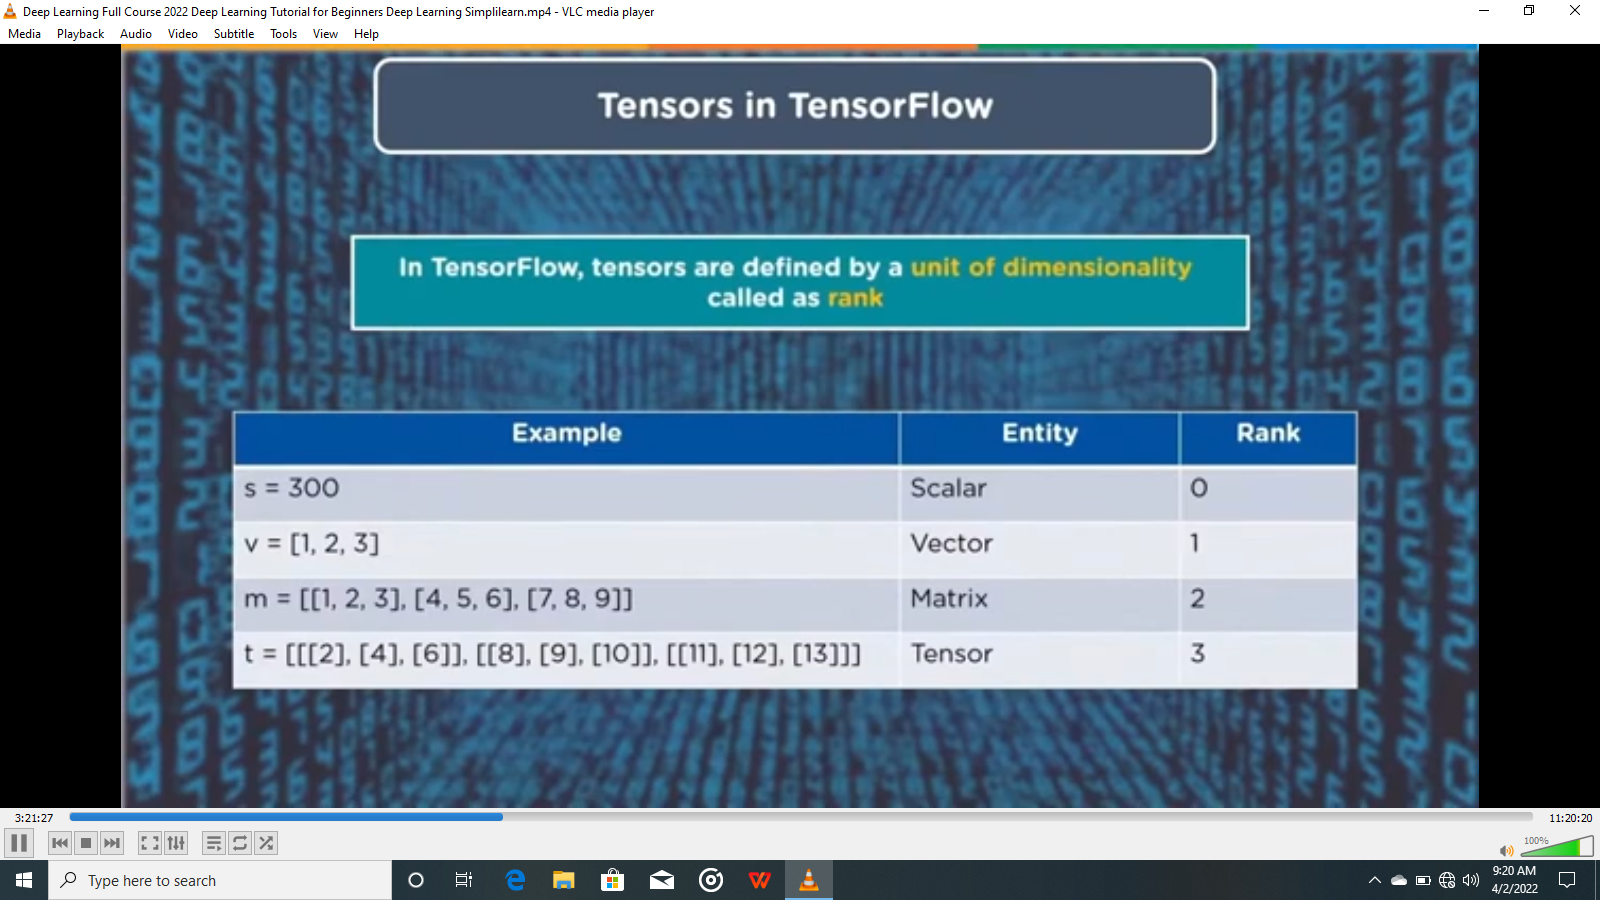 Deep Learning Full Course 2022 Deep Learning Tutorial for Beginners Deep Learning Simplilearn.mp4 - VLC media player
Media Playback Audio Video Subtitle Tools View Help
Tensors in TensorFlow
In TensorFlow, tensors are defined by a unit of dimensionality
called as rank
Example Entity Rank
s = 300 Scalar 0
v = [1, 2, 3] Vector 1
m = [[1, 2, 3], [4, 5, 6], [7, 8, 9]] Matrix 2
t = [[[2], [4], [6]], [[8], [9], [10]], [[11], [12], [13]]] Tensor 3
3:21:27 11:20:20
100%
Type here to search
9:20 AM
4/2/2022